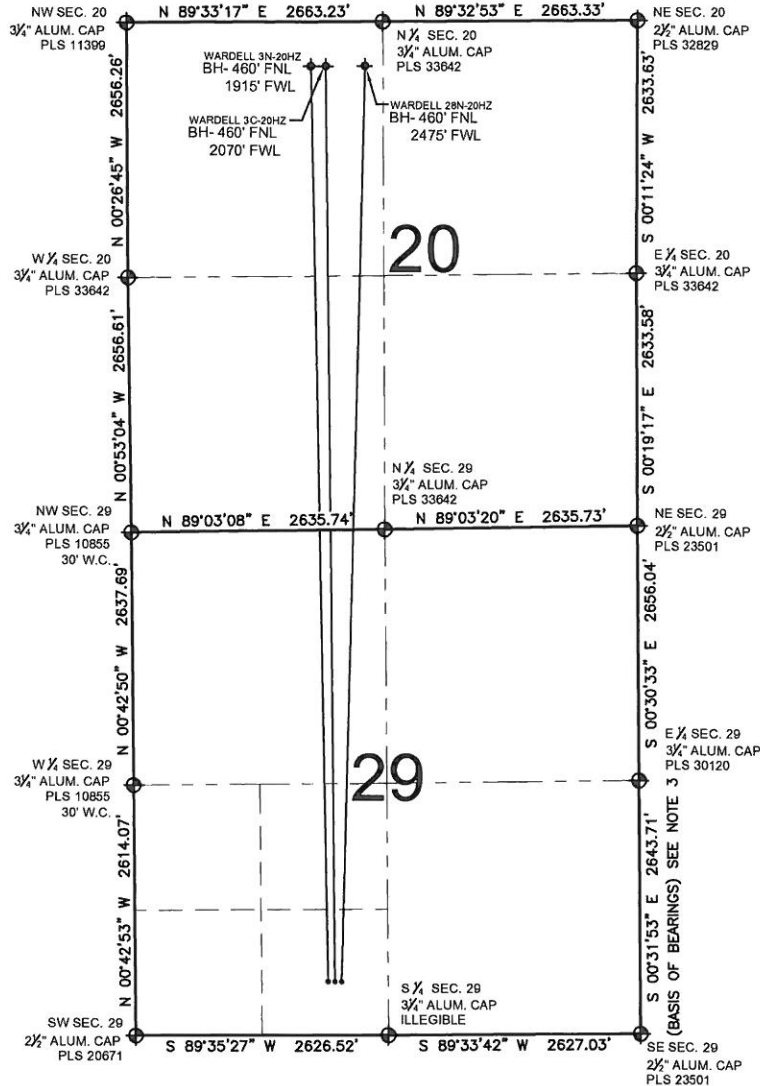 NW SEC. 20
3¼" ALUM. CAP
PLS 11399
N 89°33'17" E 2663.23'
N 89°32'53" E 2663.33'
NE SEC. 20
2½" ALUM. CAP
PLS 32829
N ¼ SEC. 20
3¼" ALUM. CAP
PLS 33642
WARDELL 3N-20HZ
BH- 460' FNL
1915' FWL
WARDELL 3C-20HZ
BH- 460' FNL
2070' FWL
WARDELL 28N-20HZ
BH- 460' FNL
2475' FWL
N 00°26'45" W 2656.26'
S 00°11'24" W 2633.63'
20
W ¼ SEC. 20
3¼" ALUM. CAP
PLS 33642
E ¼ SEC. 20
3¼" ALUM. CAP
PLS 33642
N 00°53'04" W 2656.61'
S 00°19'17" E 2633.58'
N ¼ SEC. 29
3¼" ALUM. CAP
PLS 33642
NW SEC. 29
3¼" ALUM. CAP
PLS 10855
30' W.C.
N 89°03'08" E 2635.74'
N 89°03'20" E 2635.73'
NE SEC. 29
2½" ALUM. CAP
PLS 23501
N 00°42'50" W 2637.69'
S 00°30'33" E 2656.04'
29
W ¼ SEC. 29
3¼" ALUM. CAP
PLS 10855
30' W.C.
E ¼ SEC. 29
3¼" ALUM. CAP
PLS 30120
N 00°42'53" W 2614.07'
S 00°31'53" E 2643.71'
(BASIS OF BEARINGS) SEE NOTE 3
S ¼ SEC. 29
3¼" ALUM. CAP
ILLEGIBLE
SW SEC. 29
2½" ALUM. CAP
PLS 20671
S 89°35'27" W 2626.52'
S 89°33'42" W 2627.03'
SE SEC. 29
2½" ALUM. CAP
PLS 23501